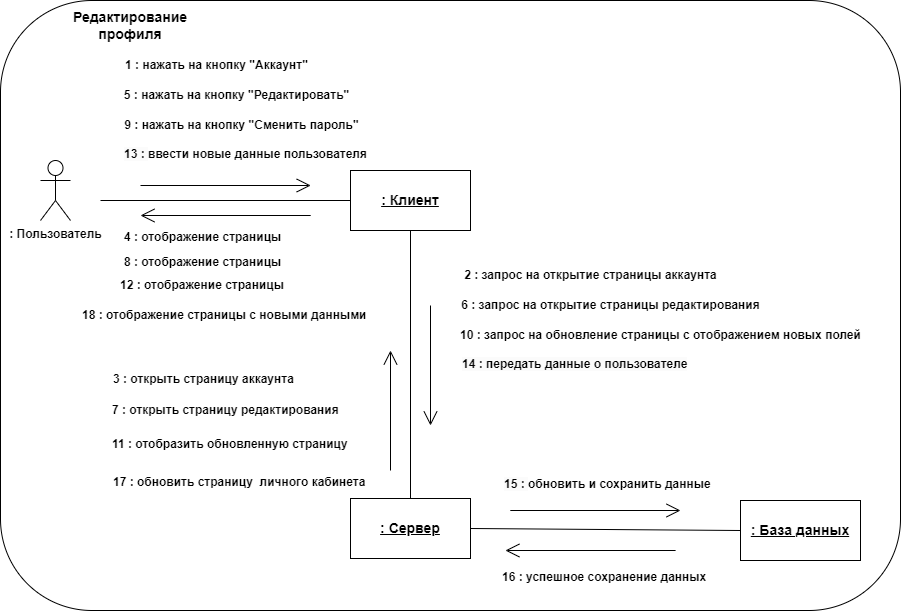 Редактирование
профиля
1 : нажать на кнопку "Аккаунт"
5 : нажать на кнопку "Редактировать"
9 : нажать на кнопку "Сменить пароль"
13 : ввести новые данные пользователя
: Клиент
: Пользователь
4 : отображение страницы
8 : отображение страницы
12 : отображение страницы
18 : отображение страницы с новыми данными
2 : запрос на открытие страницы аккаунта
6 : запрос на открытие страницы редактирования
10 : запрос на обновление страницы с отображением новых полей
14 : передать данные о пользователе
3 : открыть страницу аккаунта
7 : открыть страницу редактирования
11 : отобразить обновленную страницу
17 : обновить страницу личного кабинета
15 : обновить и сохранить данные
: Сервер
: База данных
16 : успешное сохранение данных